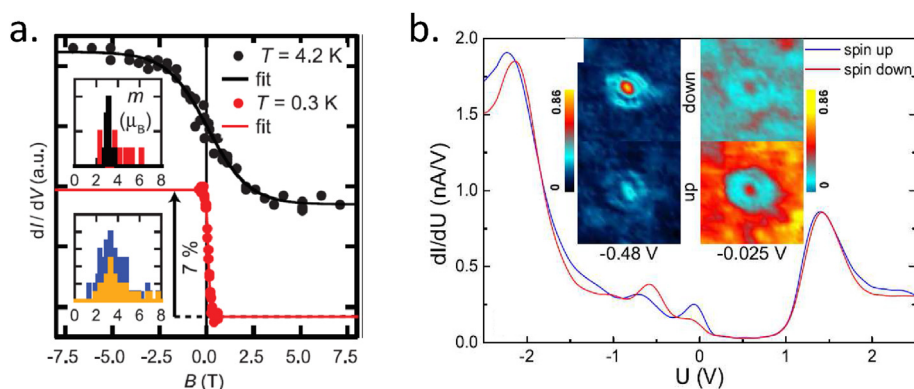 a.
T = 4.2 K
fit
T = 0.3 K
fit
m
(μB)
0 2 4 6 8
0 2 4 6 8
7 %
dI/ dV (a.u.)
-7.5 -5.0 -2.5 0.0 2.5 5.0 7.5
B (T)
b.
2.0
1.5
1.0
0.5
0.0
dI/dU (nA/V)
spin up
spin down
0.86
0
down
up
0.86
0
-0.48 V
-0.025 V
-2 -1 0 1 2
U (V)